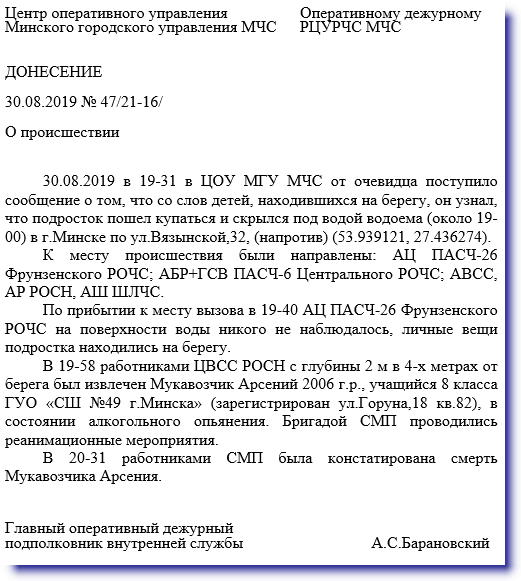 Центр оперативного управления Оперативному дежурному
Минского городского управления МЧС РЦУРЧС МЧС
ДОНЕСЕНИЕ
30.08.2019 № 47/21-16/
О происшествии
30.08.2019 в 19-31 в ЦОУ МГУ МЧС от очевидца поступило
сообщение о том, что со слов детей, находившихся на берегу, он узнал,
что подросток пошел купаться и скрылся под водой водоема (около 19-
00) в г.Минске по ул.Вязынской,32, (напротив) (53.939121, 27.436274).
К месту происшествия были направлены: АЦ ПАСЧ-26
Фрунзенского РОЧС; АБР+ГСВ ПАСЧ-6 Центрального РОЧС; АВСС,
АР РОСН, АШ ШЛЧС.
По прибытии к месту вызова в 19-40 АЦ ПАСЧ-26 Фрунзенского
РОЧС на поверхности воды никого не наблюдалось, личные вещи
подростка находились на берегу.
В 19-58 работниками ЦВСС РОСН с глубины 2 м в 4-х метрах от
берега был извлечен Мукавозчик Арсений 2006 г.р., учащийся 8 класса
ГУО «СШ №49 г.Минска» (зарегистрирован ул.Горуна,18 кв.82), в
состоянии алкогольного опьянения. Бригадой СМП проводились
реанимационные мероприятия.
В 20-31 работниками СМП была констатирована смерть
Мукавозчика Арсения.
Главный оперативный дежурный
подполковник внутренней службы А.С.Барановский